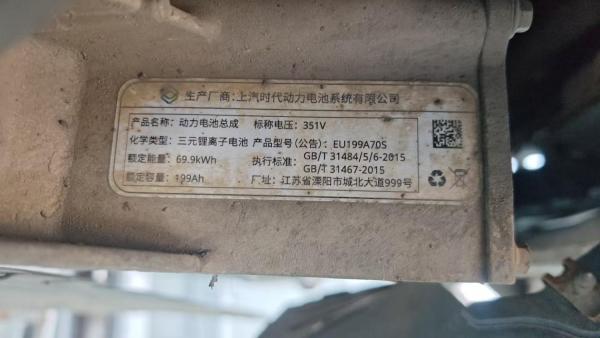 生产厂商:上汽时代动力电池系统有限公司
产品名称: 动力电池总成 标称电压: 351V
化学类型: 三元锂离子电池 产品型号(公告): EU199A70S
额定能量: 69.9kWh 执行标准: GB/T 31484/5/6-2015
GB/T 31467-2015
额定容量: 199Ah 厂址: 江苏省溧阳市城北大道999号